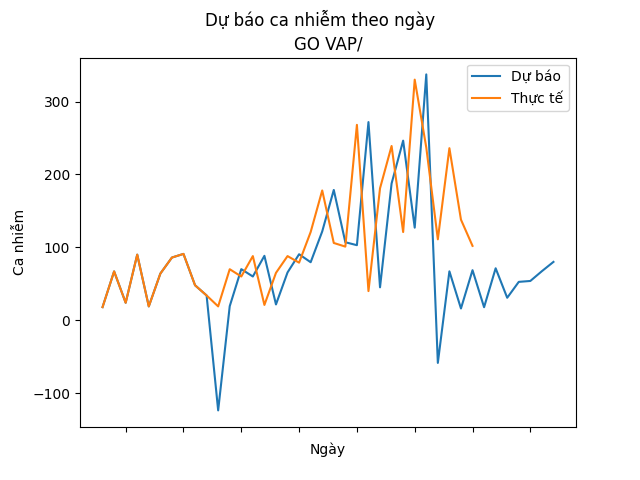 Dự báo ca nhiễm theo ngày
GO VAP/
Dự báo
Thực tế
300
200
100
0
−100
Ca nhiễm
Ngày